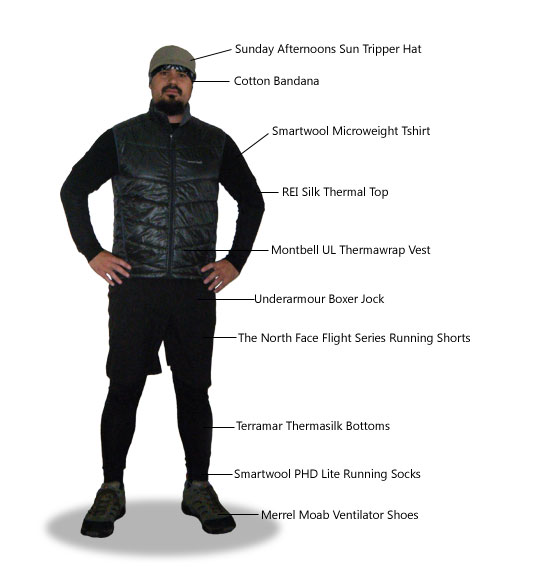 Sunday Afternoons Sun Tripper Hat
Cotton Bandana
Smartwool Microweight Tshirt
REI Silk Thermal Top
Montbell UL Thermawrap Vest
Underarmour Boxer Jock
The North Face Flight Series Running Shorts
Terramar Thermasilk Bottoms
Smartwool PHD Lite Running Socks
Merrel Moab Ventilator Shoes